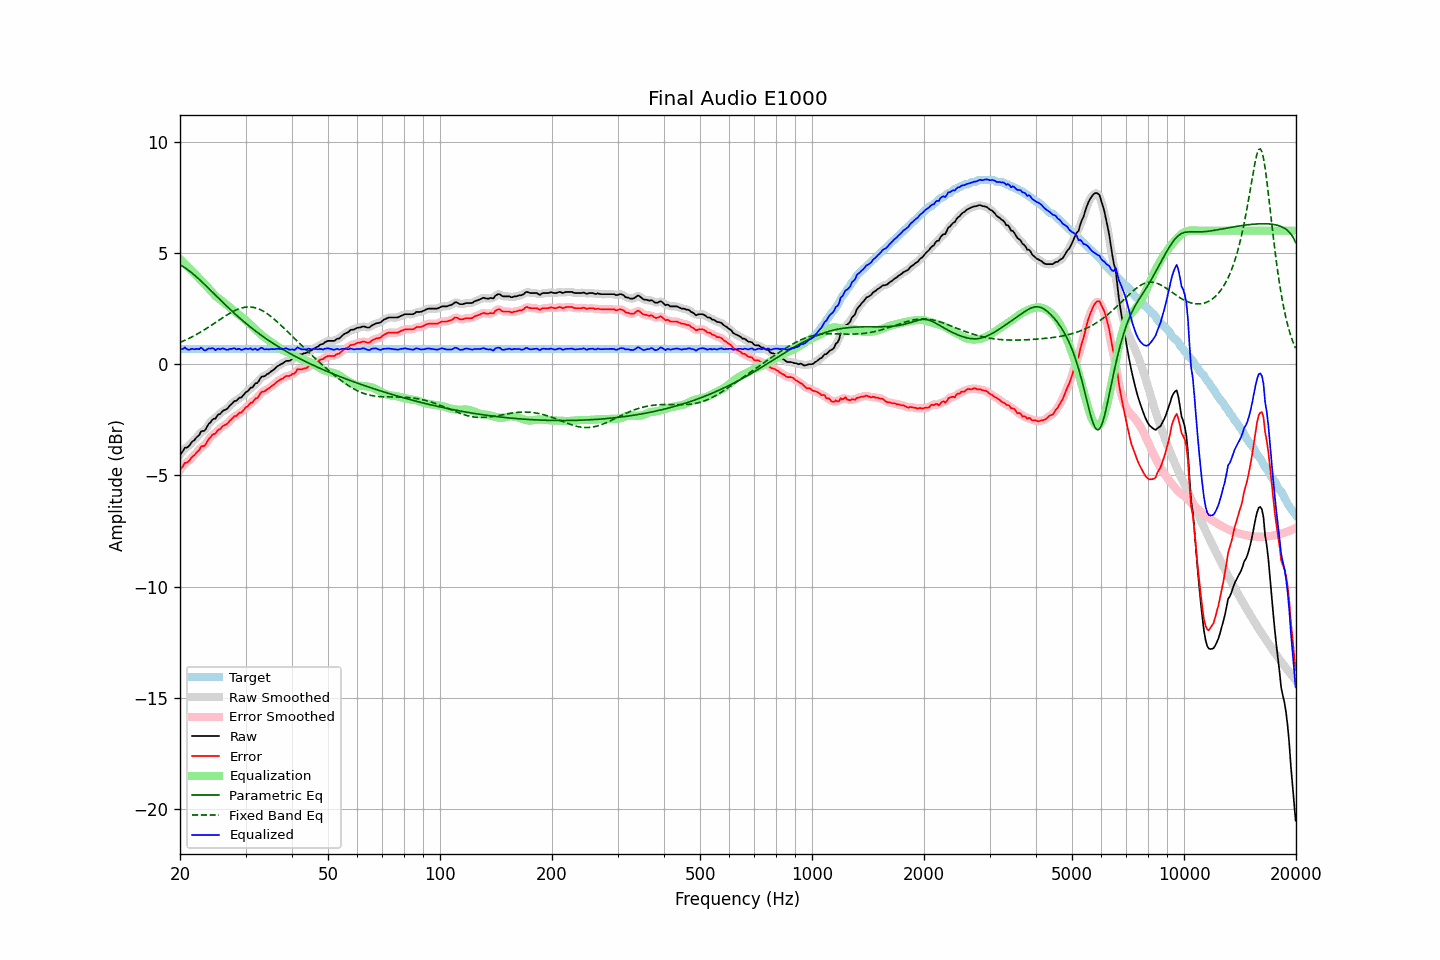 Final Audio E1000
Amplitude (dBr)
10
5
0
−5
−10
−15
−20
Target
Raw Smoothed
Error Smoothed
Raw
Error
Equalization
Parametric Eq
Fixed Band Eq
Equalized
20 50 100 200 500 1000 2000 5000 10000 20000
Frequency (Hz)